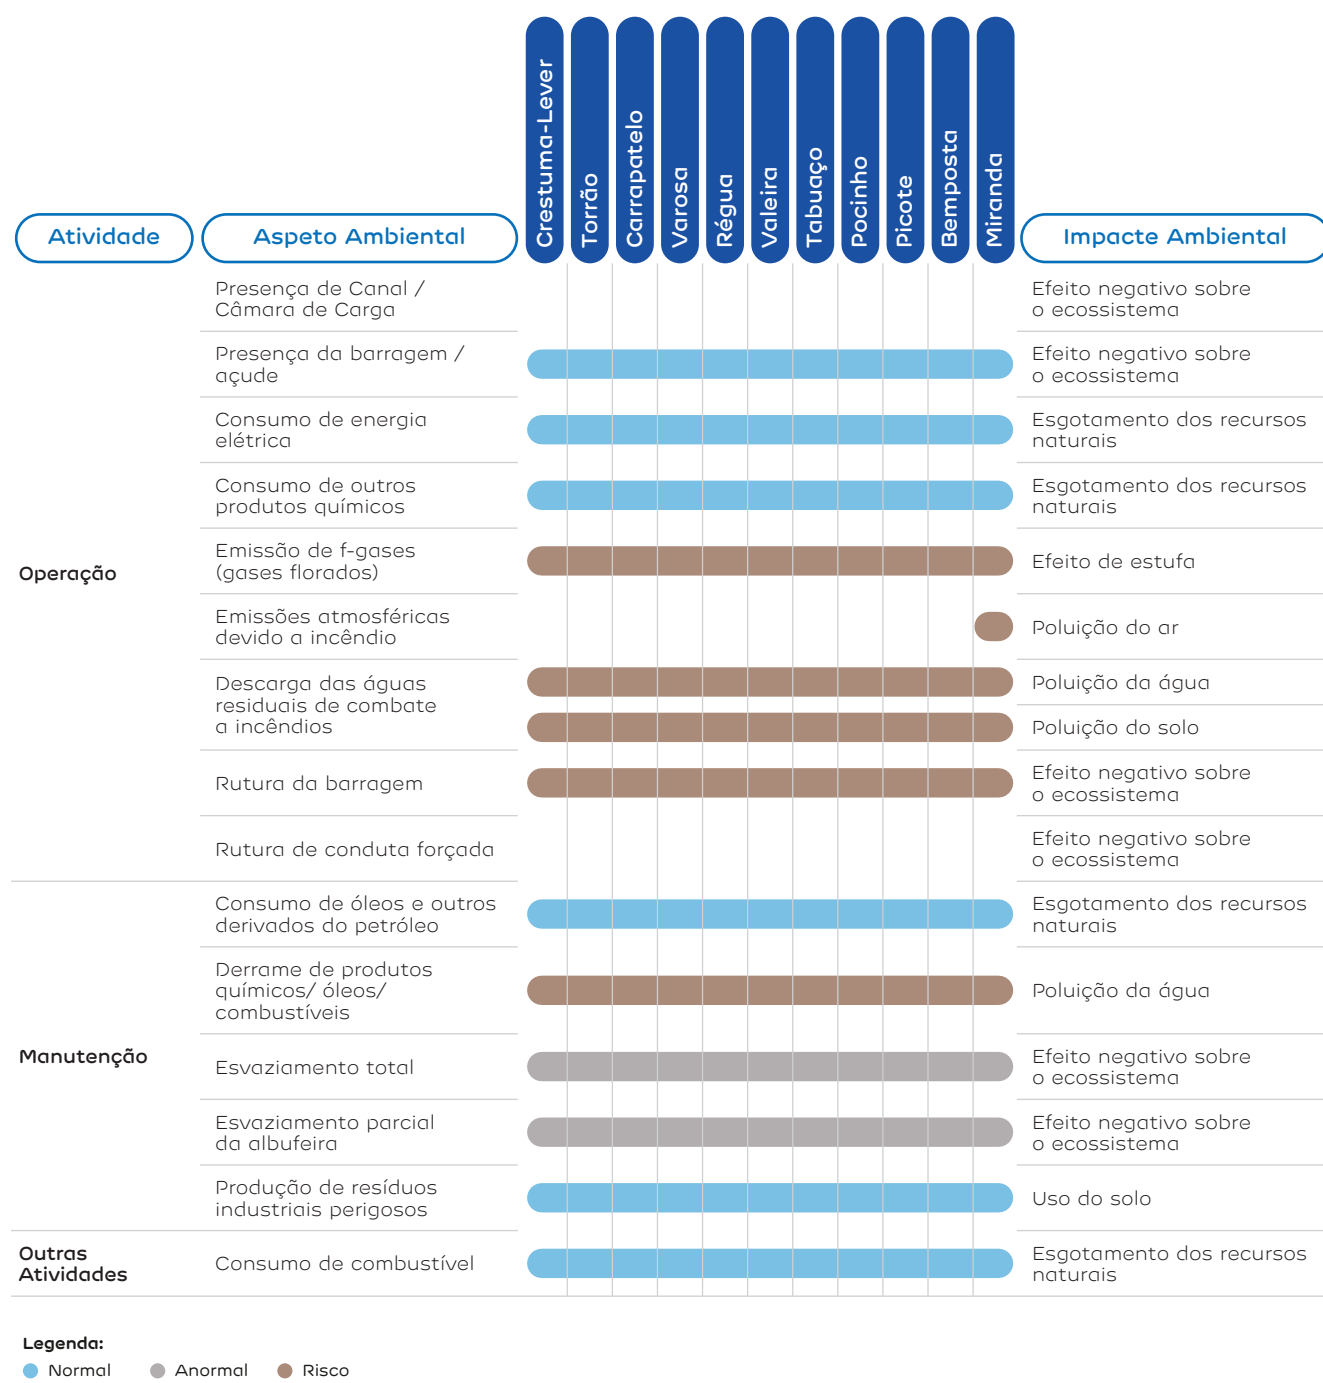 Crestuma-Lever
Torrão
Carrapatelo
Varosa
Régua
Valeira
Tabuaço
Pocinho
Picote
Bemposta
Miranda
Atividade
Aspeto Ambiental
Impacte Ambiental
Operação
Presença de Canal /
Câmara de Carga
Efeito negativo sobre
o ecossistema
Presença da barragem /
açude
Efeito negativo sobre
o ecossistema
Consumo de energia
elétrica
Esgotamento dos recursos
naturais
Consumo de outros
produtos químicos
Esgotamento dos recursos
naturais
Emissão de f-gases
(gases florados)
Efeito de estufa
Emissões atmosféricas
devido a incêndio
Poluição do ar
Descarga das águas
residuais de combate
a incêndios
Poluição da água
Poluição do solo
Rutura da barragem
Efeito negativo sobre
o ecossistema
Rutura de conduta forçada
Efeito negativo sobre
o ecossistema
Manutenção
Consumo de óleos e outros
derivados do petróleo
Esgotamento dos recursos
naturais
Derrame de produtos
químicos/ óleos/
combustíveis
Poluição da água
Esvaziamento total
Efeito negativo sobre
o ecossistema
Esvaziamento parcial
da albufeira
Efeito negativo sobre
o ecossistema
Produção de resíduos
industriais perigosos
Uso do solo
Outras
Atividades
Consumo de combustível
Esgotamento dos recursos
naturais
Legenda:
Normal
Anormal
Risco